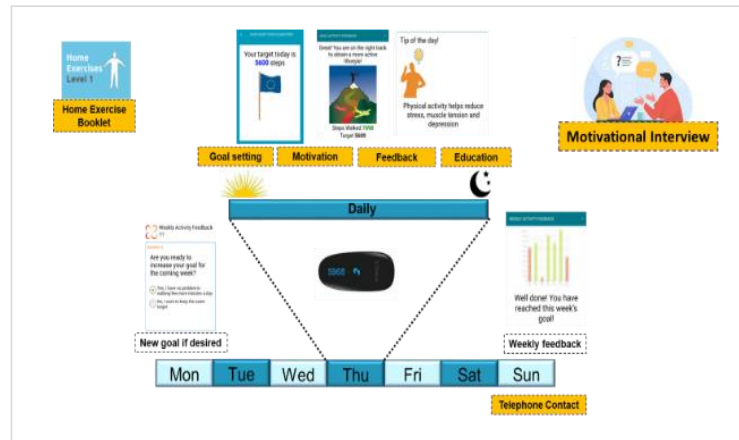 Home
Exercises
Level 1
Home Exercise
Booklet
Your target today is
5600 steps
Great! You are on the right track
to obtain a more active
lifestyle!
Steps Walked 1998
Target 5600
Tip of the day!
Physical activity helps reduce
stress, muscle tension and
depression
Motivational Interview
Goal setting
Motivation
Feedback
Education
Daily
Weekly Activity Feedback
Are you ready to
increase your goal for
the coming week?
New goal if desired
5968
WEEKLY ACTIVITY FEEDBACK
Well done! You have
reached this week's
goal!
Weekly feedback
Mon Tue Wed Thu Fri Sat Sun
Telephone Contact